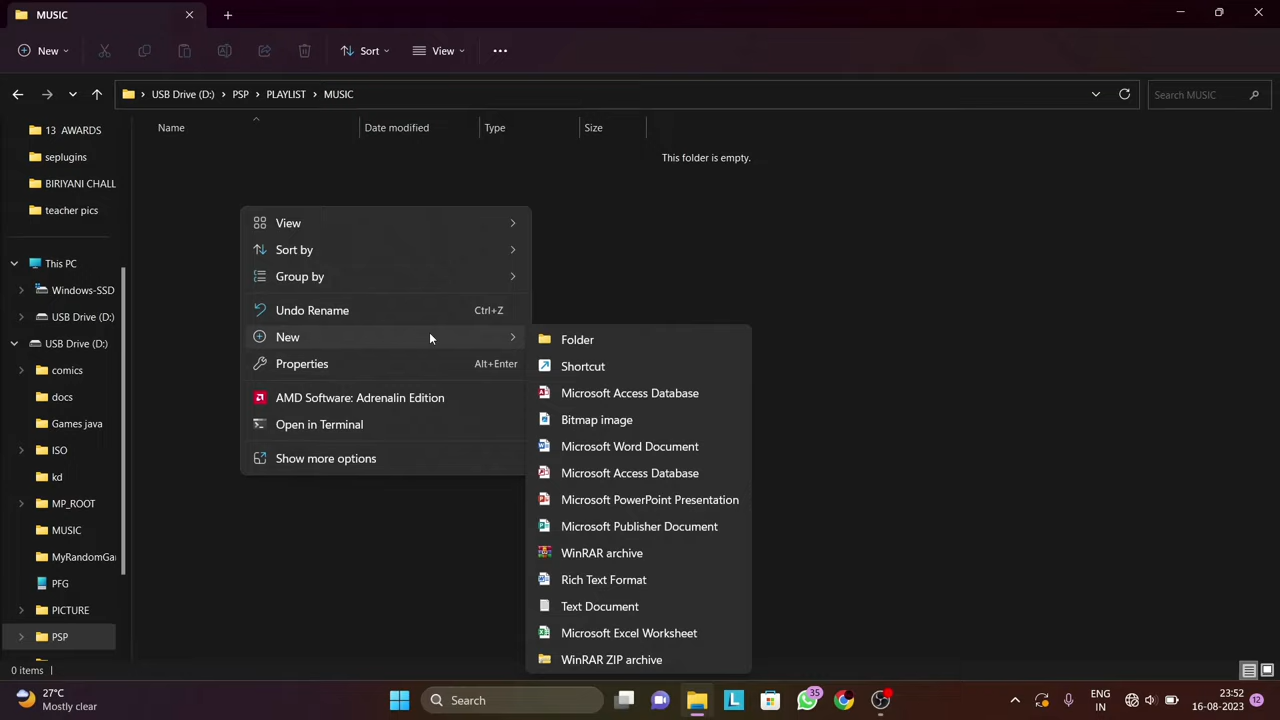 MUSIC
New
Sort
View
USB Drive (D:)
PSP
PLAYLIST
MUSIC
Search MUSIC
Name
Date modified
Type
Size
This folder is empty.
13 AWARDS
seplugins
BIRIYANI CHALL
teacher pics
This PC
Windows-SSD
USB Drive (D:)
USB Drive (D:)
comics
docs
Games java
ISO
kd
MP_ROOT
MUSIC
MyRandomGa
PFG
PICTURE
PSP
View
Sort by
Group by
Undo Rename Ctrl+Z
New
Properties Alt+Enter
AMD Software: Adrenalin Edition
Open in Terminal
Show more options
Folder
Shortcut
Microsoft Access Database
Bitmap image
Microsoft Word Document
Microsoft Access Database
Microsoft PowerPoint Presentation
Microsoft Publisher Document
WinRAR archive
Rich Text Format
Text Document
Microsoft Excel Worksheet
WinRAR ZIP archive
0 items
27°C
Mostly clear
Search
35
ENG
IN
23:52
16-08-2023
12